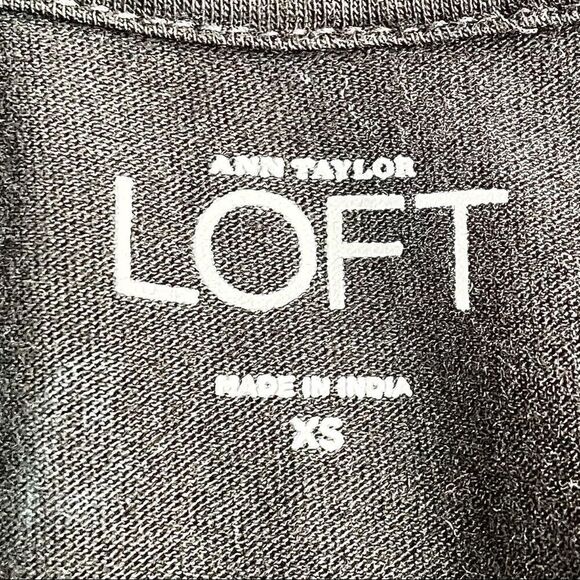 ANN TAYLOR
LOFT
MADE IN INDIA
XS